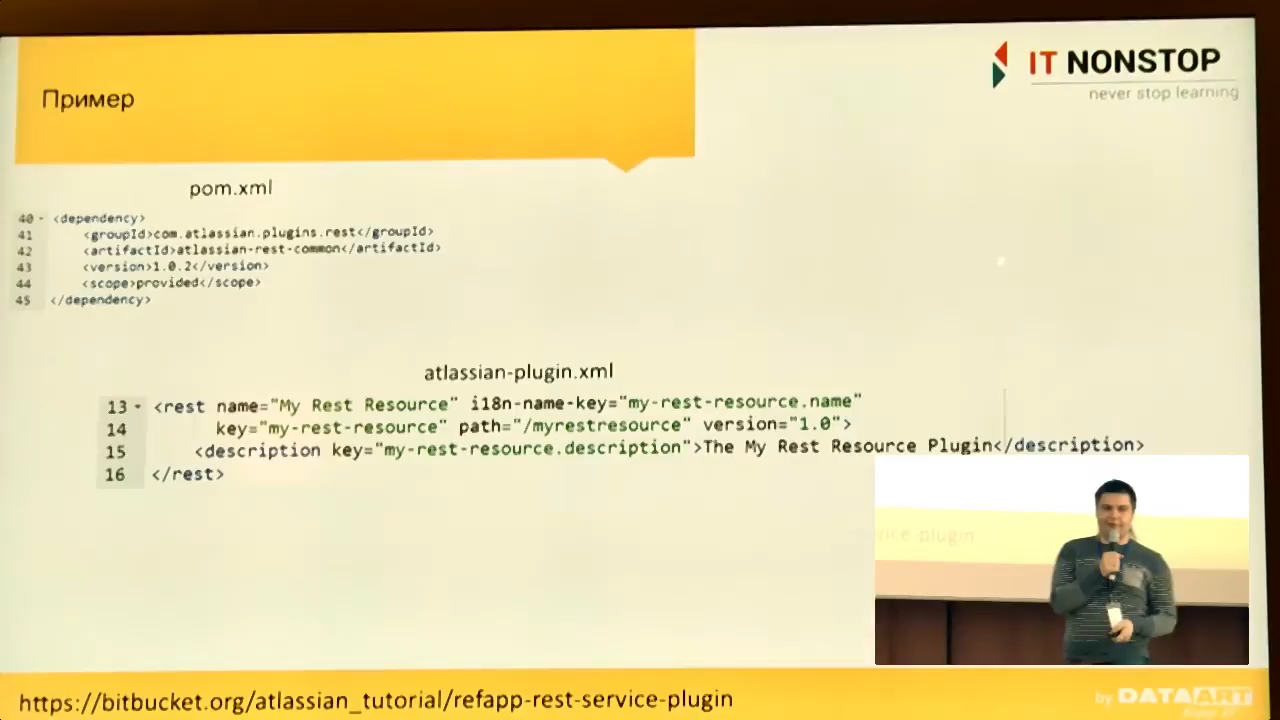 Пример
IT NONSTOP
never stop learning
pom.xml
40 - <dependency>
41 <groupId>com.atlassian.plugins.rest</groupId>
42 <artifactId>atlassian-rest-common</artifactId>
43 <version>1.0.2</version>
44 <scope>provided</scope>
45 </dependency>
atlassian-plugin.xml
13 - <rest name="My Rest Resource" i18n-name-key="my-rest-resource.name"
14 key="my-rest-resource" path="/myrestresource" version="1.0">
15 <description key="my-rest-resource.description">The My Rest Resource Plugin</description>
16 </rest>
vice-plugin
https://bitbucket.org/atlassian_tutorial/refapp-rest-service-plugin
by DATAART